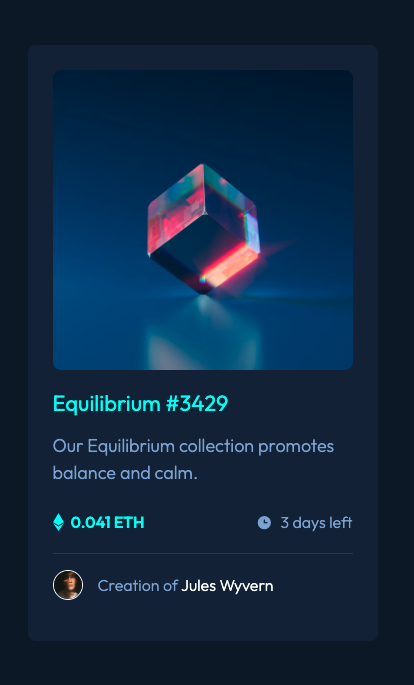 Equilibrium #3429
Our Equilibrium collection promotes
balance and calm.
0.041 ETH
3 days left
Creation of Jules Wyvern